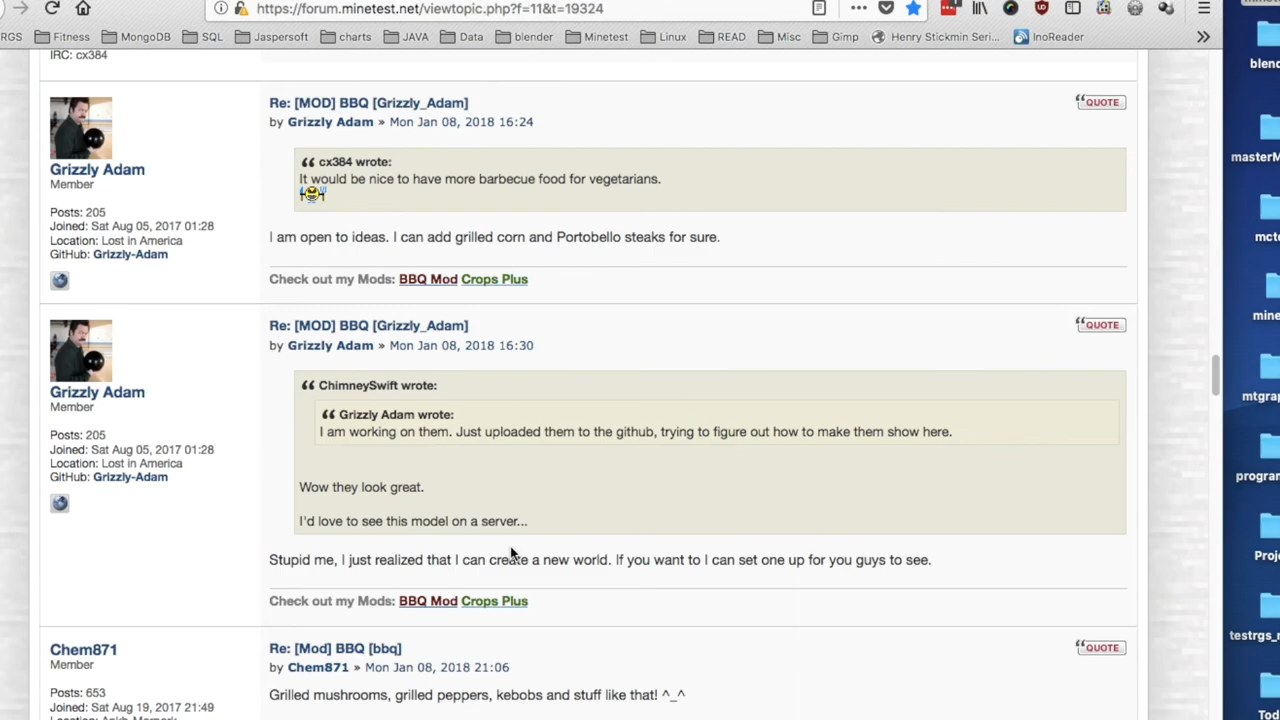 https://forum.minetest.net/viewtopic.php?f=11&t=19324
RGS Fitness MongoDB SQL Jaspersoft charts JAVA Data blender Minetest Linux READ Misc Gimp Henry Stickmin Seri... InoReader
IRC: cx384
Re: [MOD] BBQ [Grizzly_Adam]
QUOTE
by Grizzly Adam » Mon Jan 08, 2018 16:24
Grizzly Adam
Member
Posts: 205
Joined: Sat Aug 05, 2017 01:28
Location: Lost in America
GitHub: Grizzly-Adam
cx384 wrote:
It would be nice to have more barbecue food for vegetarians.
I am open to ideas. I can add grilled corn and Portobello steaks for sure.
Check out my Mods: BBQ Mod Crops Plus
Re: [MOD] BBQ [Grizzly_Adam]
QUOTE
by Grizzly Adam » Mon Jan 08, 2018 16:30
Grizzly Adam
Member
Posts: 205
Joined: Sat Aug 05, 2017 01:28
Location: Lost in America
GitHub: Grizzly-Adam
ChimneySwift wrote:
Grizzly Adam wrote:
I am working on them. Just uploaded them to the github, trying to figure out how to make them show here.
Wow they look great.
I'd love to see this model on a server...
Stupid me, I just realized that I can create a new world. If you want to I can set one up for you guys to see.
Check out my Mods: BBQ Mod Crops Plus
Chem871
Member
Posts: 653
Joined: Sat Aug 19, 2017 21:49
Re: [Mod] BBQ [bbq]
QUOTE
by Chem871 » Mon Jan 08, 2018 21:06
Grilled mushrooms, grilled peppers, kebobs and stuff like that! ^_^
blen
masterM
mcte
mine
mtgrap
progran
Proje
testrgs_r
Tod